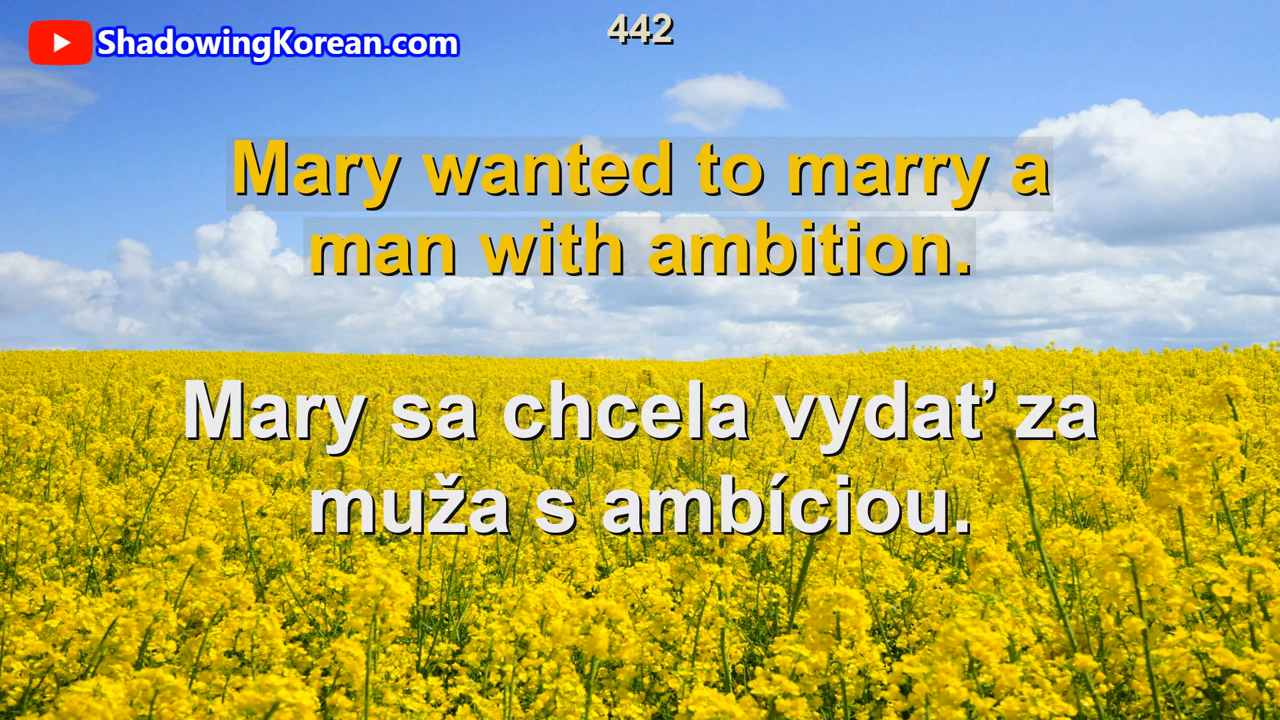 ShadowingKorean.com
442
Mary wanted to marry a
man with ambition.
Mary sa chcela vydať za
muža s ambíciou.